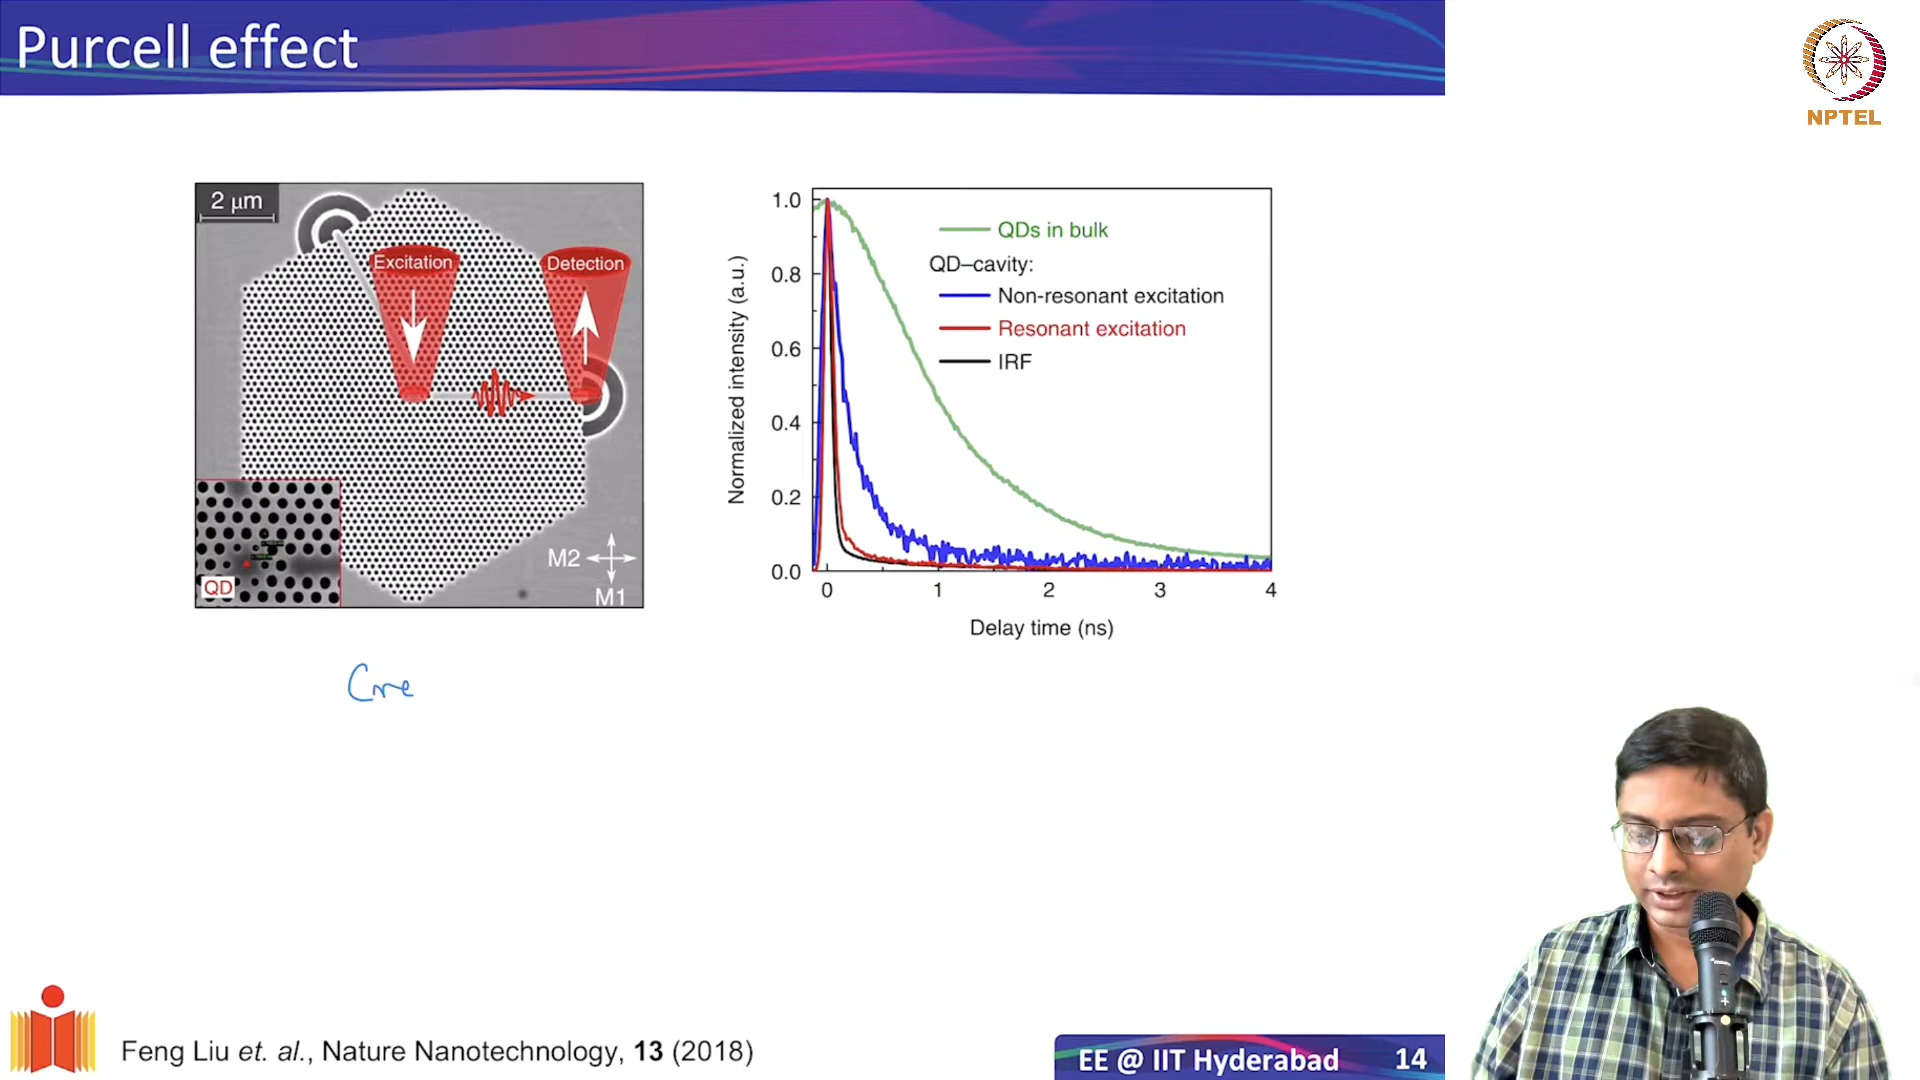 Purcell effect
NPTEL
2 μm
Excitation
Detection
QD
M2
M1
Normalized intensity (a.u.)
1.0
0.8
0.6
0.4
0.2
0.0
QDs in bulk
QD–cavity:
Non-resonant excitation
Resonant excitation
IRF
0 1 2 3 4
Delay time (ns)
Feng Liu et. al., Nature Nanotechnology, 13 (2018)
EE @ IIT Hyderabad 14